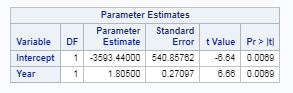 Parameter Estimates
Variable DF Parameter Estimate Standard Error t Value Pr > |t|
Intercept 1 -3593.44000 540.85762 -6.64 0.0069
Year 1 1.80500 0.27097 6.66 0.0069